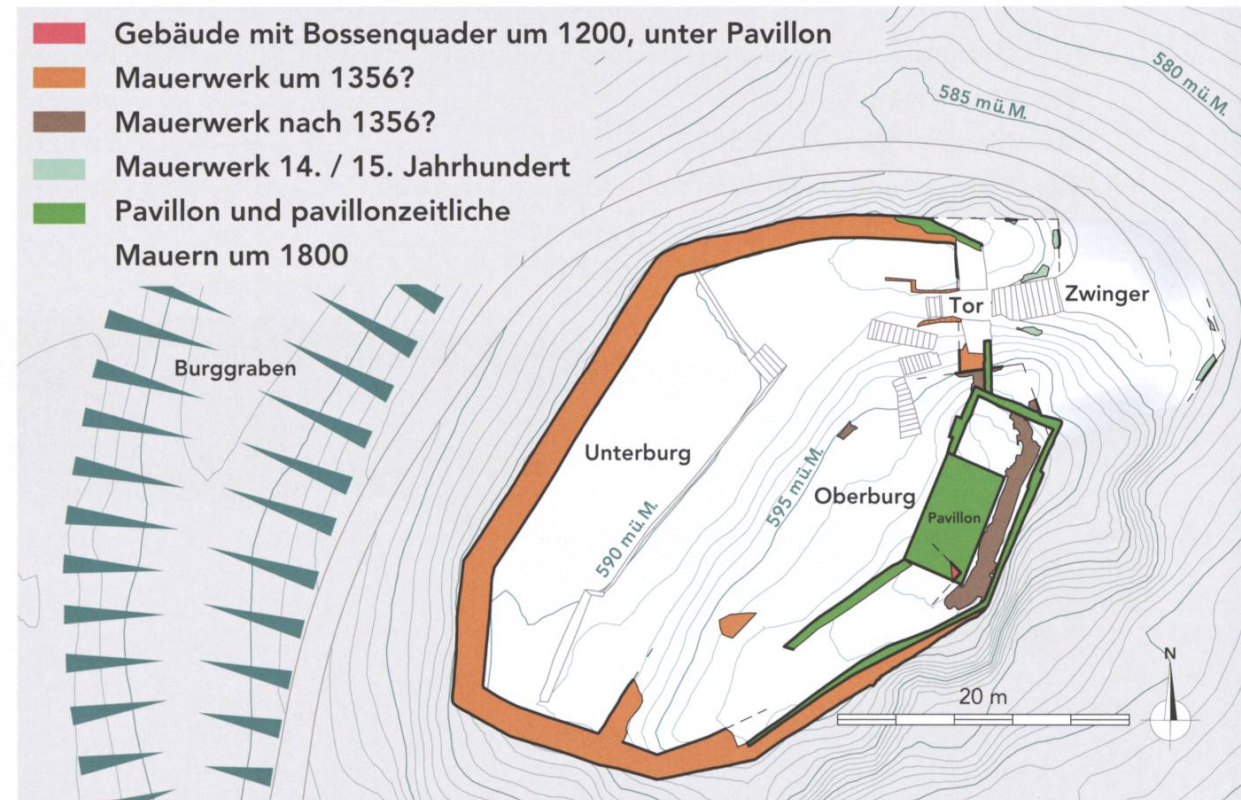 Gebäude mit Bossenquader um 1200, unter Pavillon
Mauerwerk um 1356?
Mauerwerk nach 1356?
Mauerwerk 14. / 15. Jahrhundert
Pavillon und pavillonzeitliche
Mauern um 1800
580 mü.M.
585 mü.M.
Tor
Zwinger
Burggraben
Unterburg
595 mü.M.
Oberburg
Pavillon
590 mü.M.
N
20 m